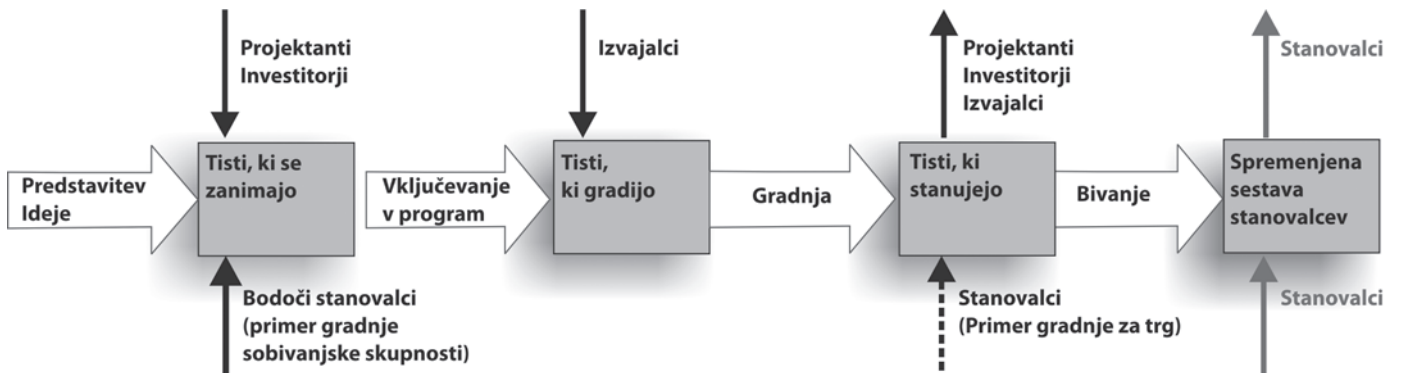 Projektanti
Investitorji
Izvajalci
Projektanti
Investitorji
Izvajalci
Stanovalci
Predstavitev
Ideje
Tisti, ki se
zanimajo
Vključevanje
v program
Tisti,
ki gradijo
Gradnja
Tisti, ki
stanujejo
Bivanje
Spremenjena
sestava
stanovalcev
Bodoči stanovalci
(primer gradnje
sobivanjske skupnosti)
Stanovalci
(Primer gradnje za trg)
Stanovalci